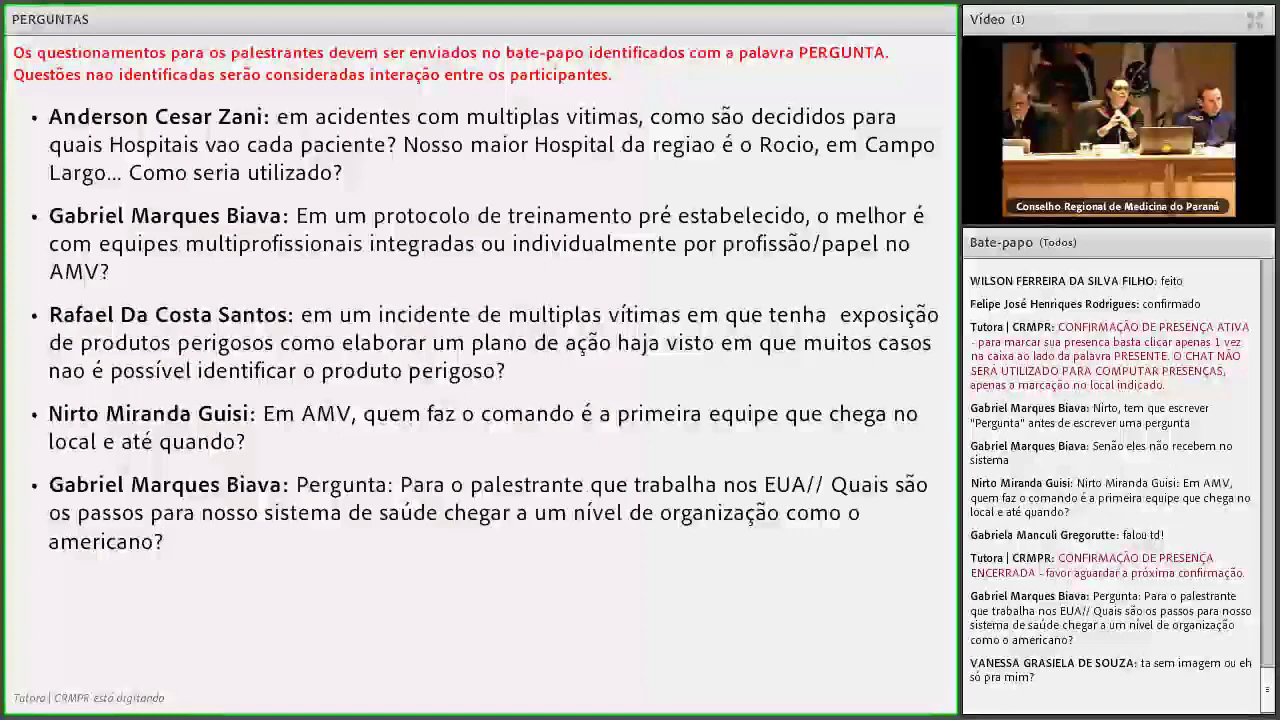 PERGUNTAS
Os questionamentos para os palestrantes devem ser enviados no bate-papo identificados com a palavra PERGUNTA.
Questões nao identificadas serão consideradas interação entre os participantes.
• Anderson Cesar Zani: em acidentes com multiplas vitimas, como são decididos para
quais Hospitais vao cada paciente? Nosso maior Hospital da regiao é o Rocio, em Campo
Largo... Como seria utilizado?
• Gabriel Marques Biava: Em um protocolo de treinamento pré estabelecido, o melhor é
com equipes multiprofissionais integradas ou individualmente por profissão/papel no
AMV?
• Rafael Da Costa Santos: em um incidente de multiplas vítimas em que tenha  exposição
de produtos perigosos como elaborar um plano de ação haja visto em que muitos casos
nao é possível identificar o produto perigoso?
• Nirto Miranda Guisi: Em AMV, quem faz o comando é a primeira equipe que chega no
local e até quando?
• Gabriel Marques Biava: Pergunta: Para o palestrante que trabalha nos EUA// Quais são
os passos para nosso sistema de saúde chegar a um nível de organização como o
americano?
Tutora | CRMPR está digitando
Vídeo (1)
Conselho Regional de Medicina do Paraná
Bate-papo (Todos)
WILSON FERREIRA DA SILVA FILHO: feito
Felipe José Henriques Rodrigues: confirmado
Tutora | CRMPR: CONFIRMAÇÃO DE PRESENÇA ATIVA
- para marcar sua presenca basta clicar apenas 1 vez
na caixa ao lado da palavra PRESENTE. O CHAT NÃO
SERÁ UTILIZADO PARA COMPUTAR PRESENÇAS,
apenas a marcação no local indicado.
Gabriel Marques Biava: Nirto, tem que escrever
"Pergunta" antes de escrever uma pergunta
Gabriel Marques Biava: Senão eles não recebem no
sistema
Nirto Miranda Guisi: Nirto Miranda Guisi: Em AMV,
quem faz o comando é a primeira equipe que chega no
local e até quando?
Gabriela Manculi Gregorutte: falou td!
Tutora | CRMPR: CONFIRMAÇÃO DE PRESENÇA
ENCERRADA - favor aguardar a próxima confirmação.
Gabriel Marques Biava: Pergunta: Para o palestrante
que trabalha nos EUA// Quais são os passos para nosso
sistema de saúde chegar a um nível de organização
como o americano?
VANESSA GRASIELA DE SOUZA: ta sem imagem ou eh
só pra mim?